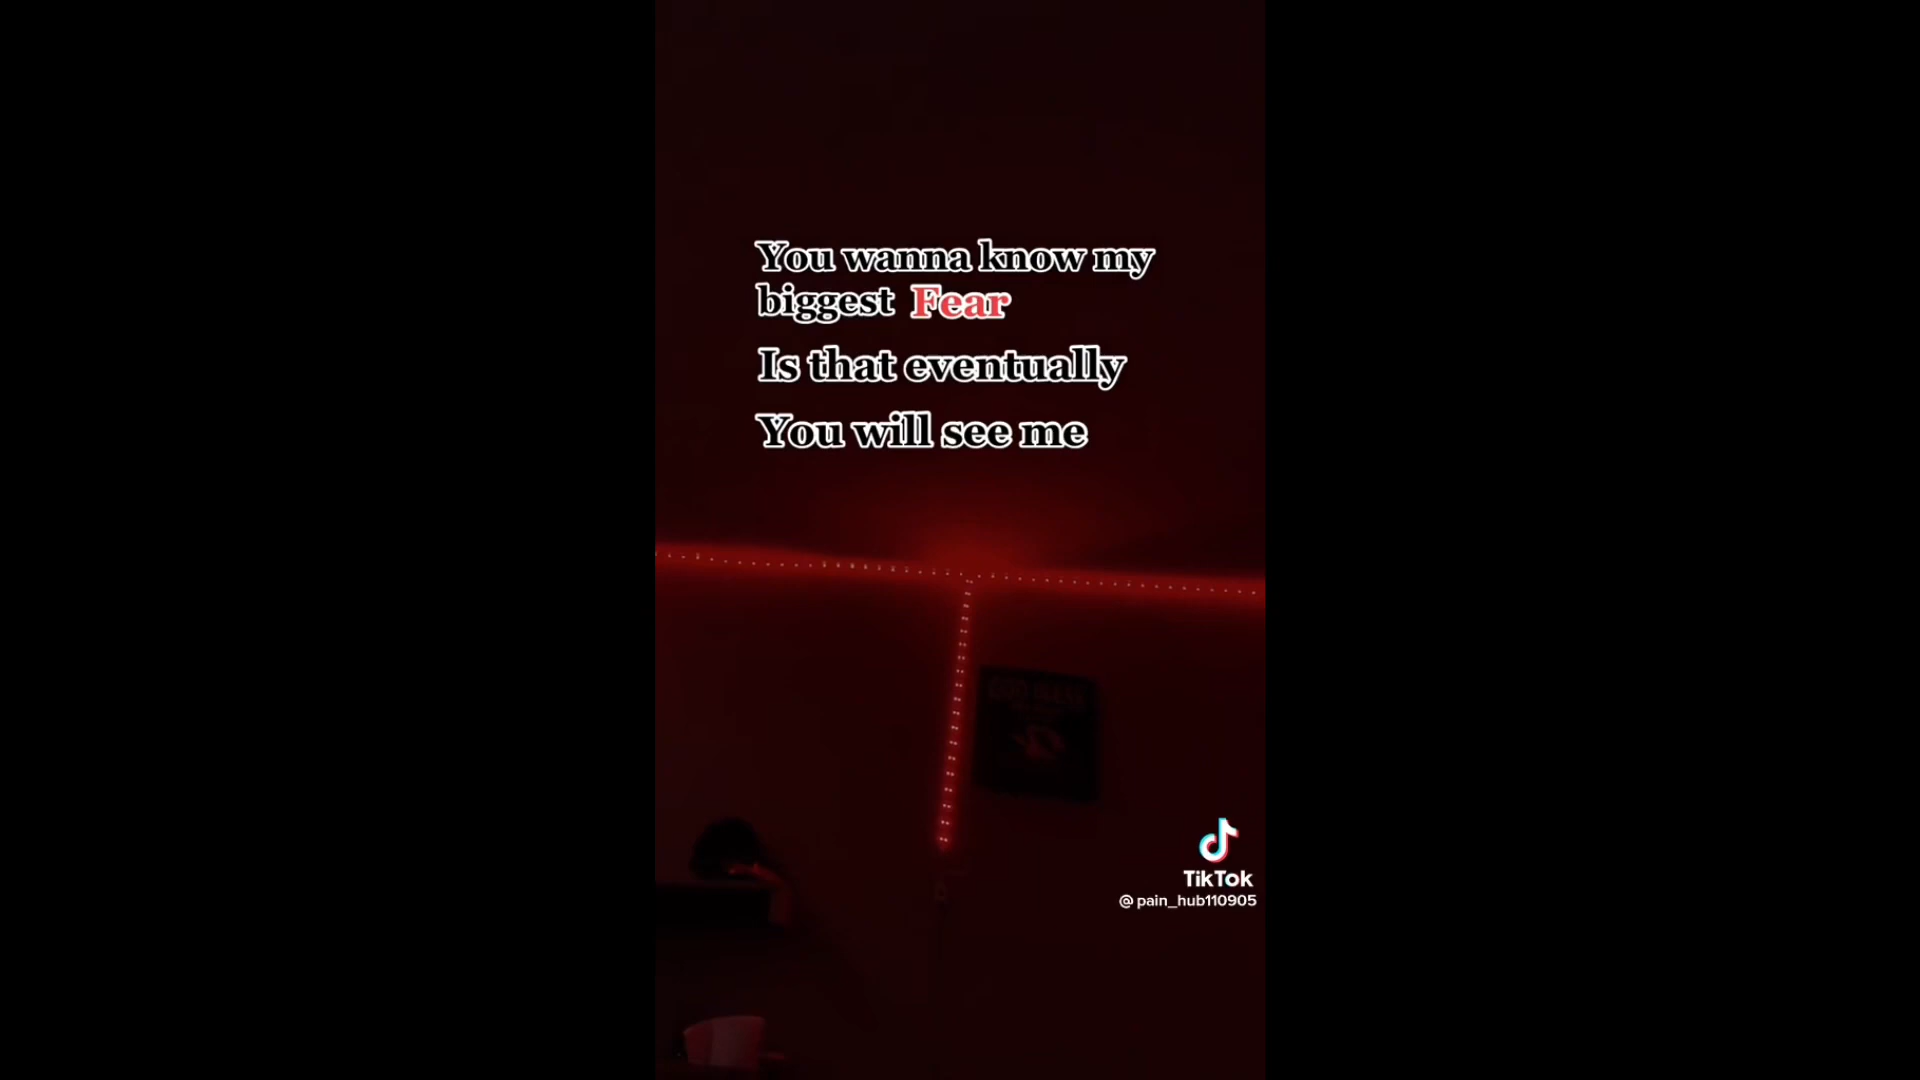 You wanna know my
biggest Fear
Is that eventually
You will see me
TikTok
@pain_hub110905